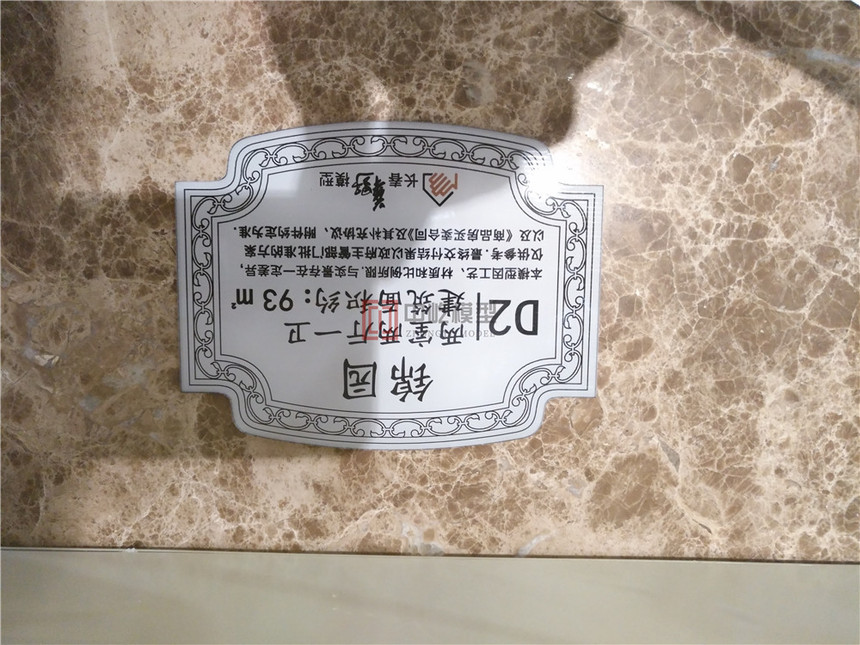 锦园
D2
两室两厅一卫
建筑面积约：93㎡
本模型因工艺、材质、比例所限，与实景存在一定差异，
仅供参考。最终交付结果以政府主管部门批准的方案
以及《商品房买卖合同》及其补充协议、附件约定为准。
长春
模型
ZHONGXIN MODEL